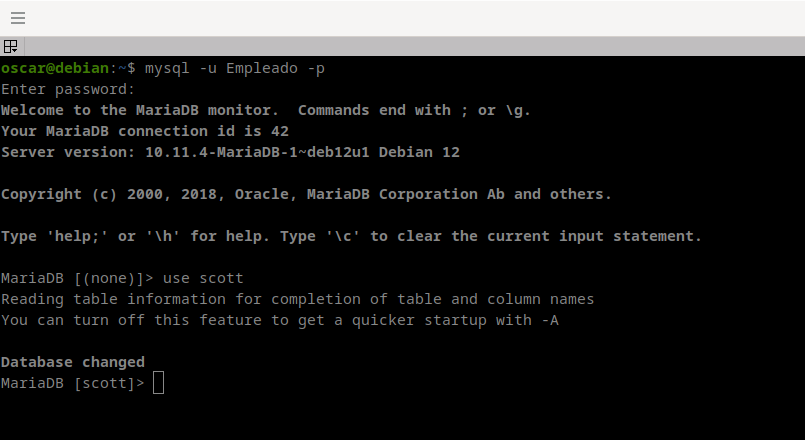 oscar@debian:~$ mysql -u Empleado -p
Enter password:
Welcome to the MariaDB monitor.  Commands end with ; or \g.
Your MariaDB connection id is 42
Server version: 10.11.4-MariaDB-1~deb12u1 Debian 12
Copyright (c) 2000, 2018, Oracle, MariaDB Corporation Ab and others.
Type 'help;' or '\h' for help. Type '\c' to clear the current input statement.
MariaDB [(none)]> use scott
Reading table information for completion of table and column names
You can turn off this feature to get a quicker startup with -A
Database changed
MariaDB [scott]>